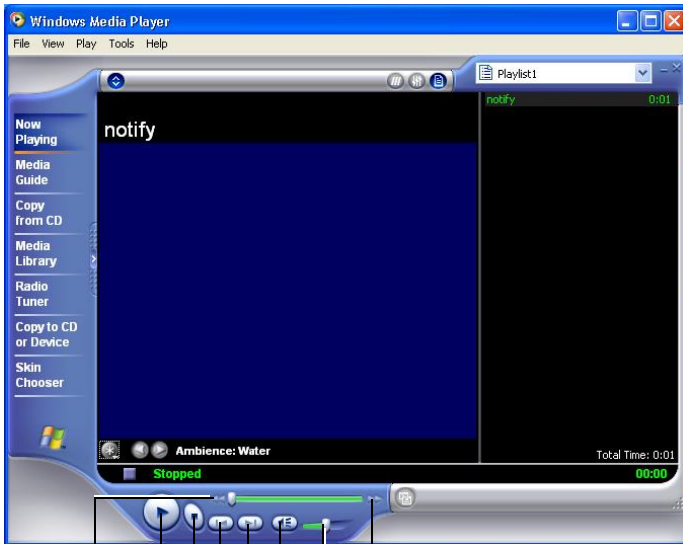 Windows Media Player
File View Play Tools Help
Playlist1
notify 0:01
notify
Now
Playing
Media
Guide
Copy
from CD
Media
Library
Radio
Tuner
Copy to CD
or Device
Skin
Chooser
Ambience: Water
Total Time: 0:01
Stopped
00:00